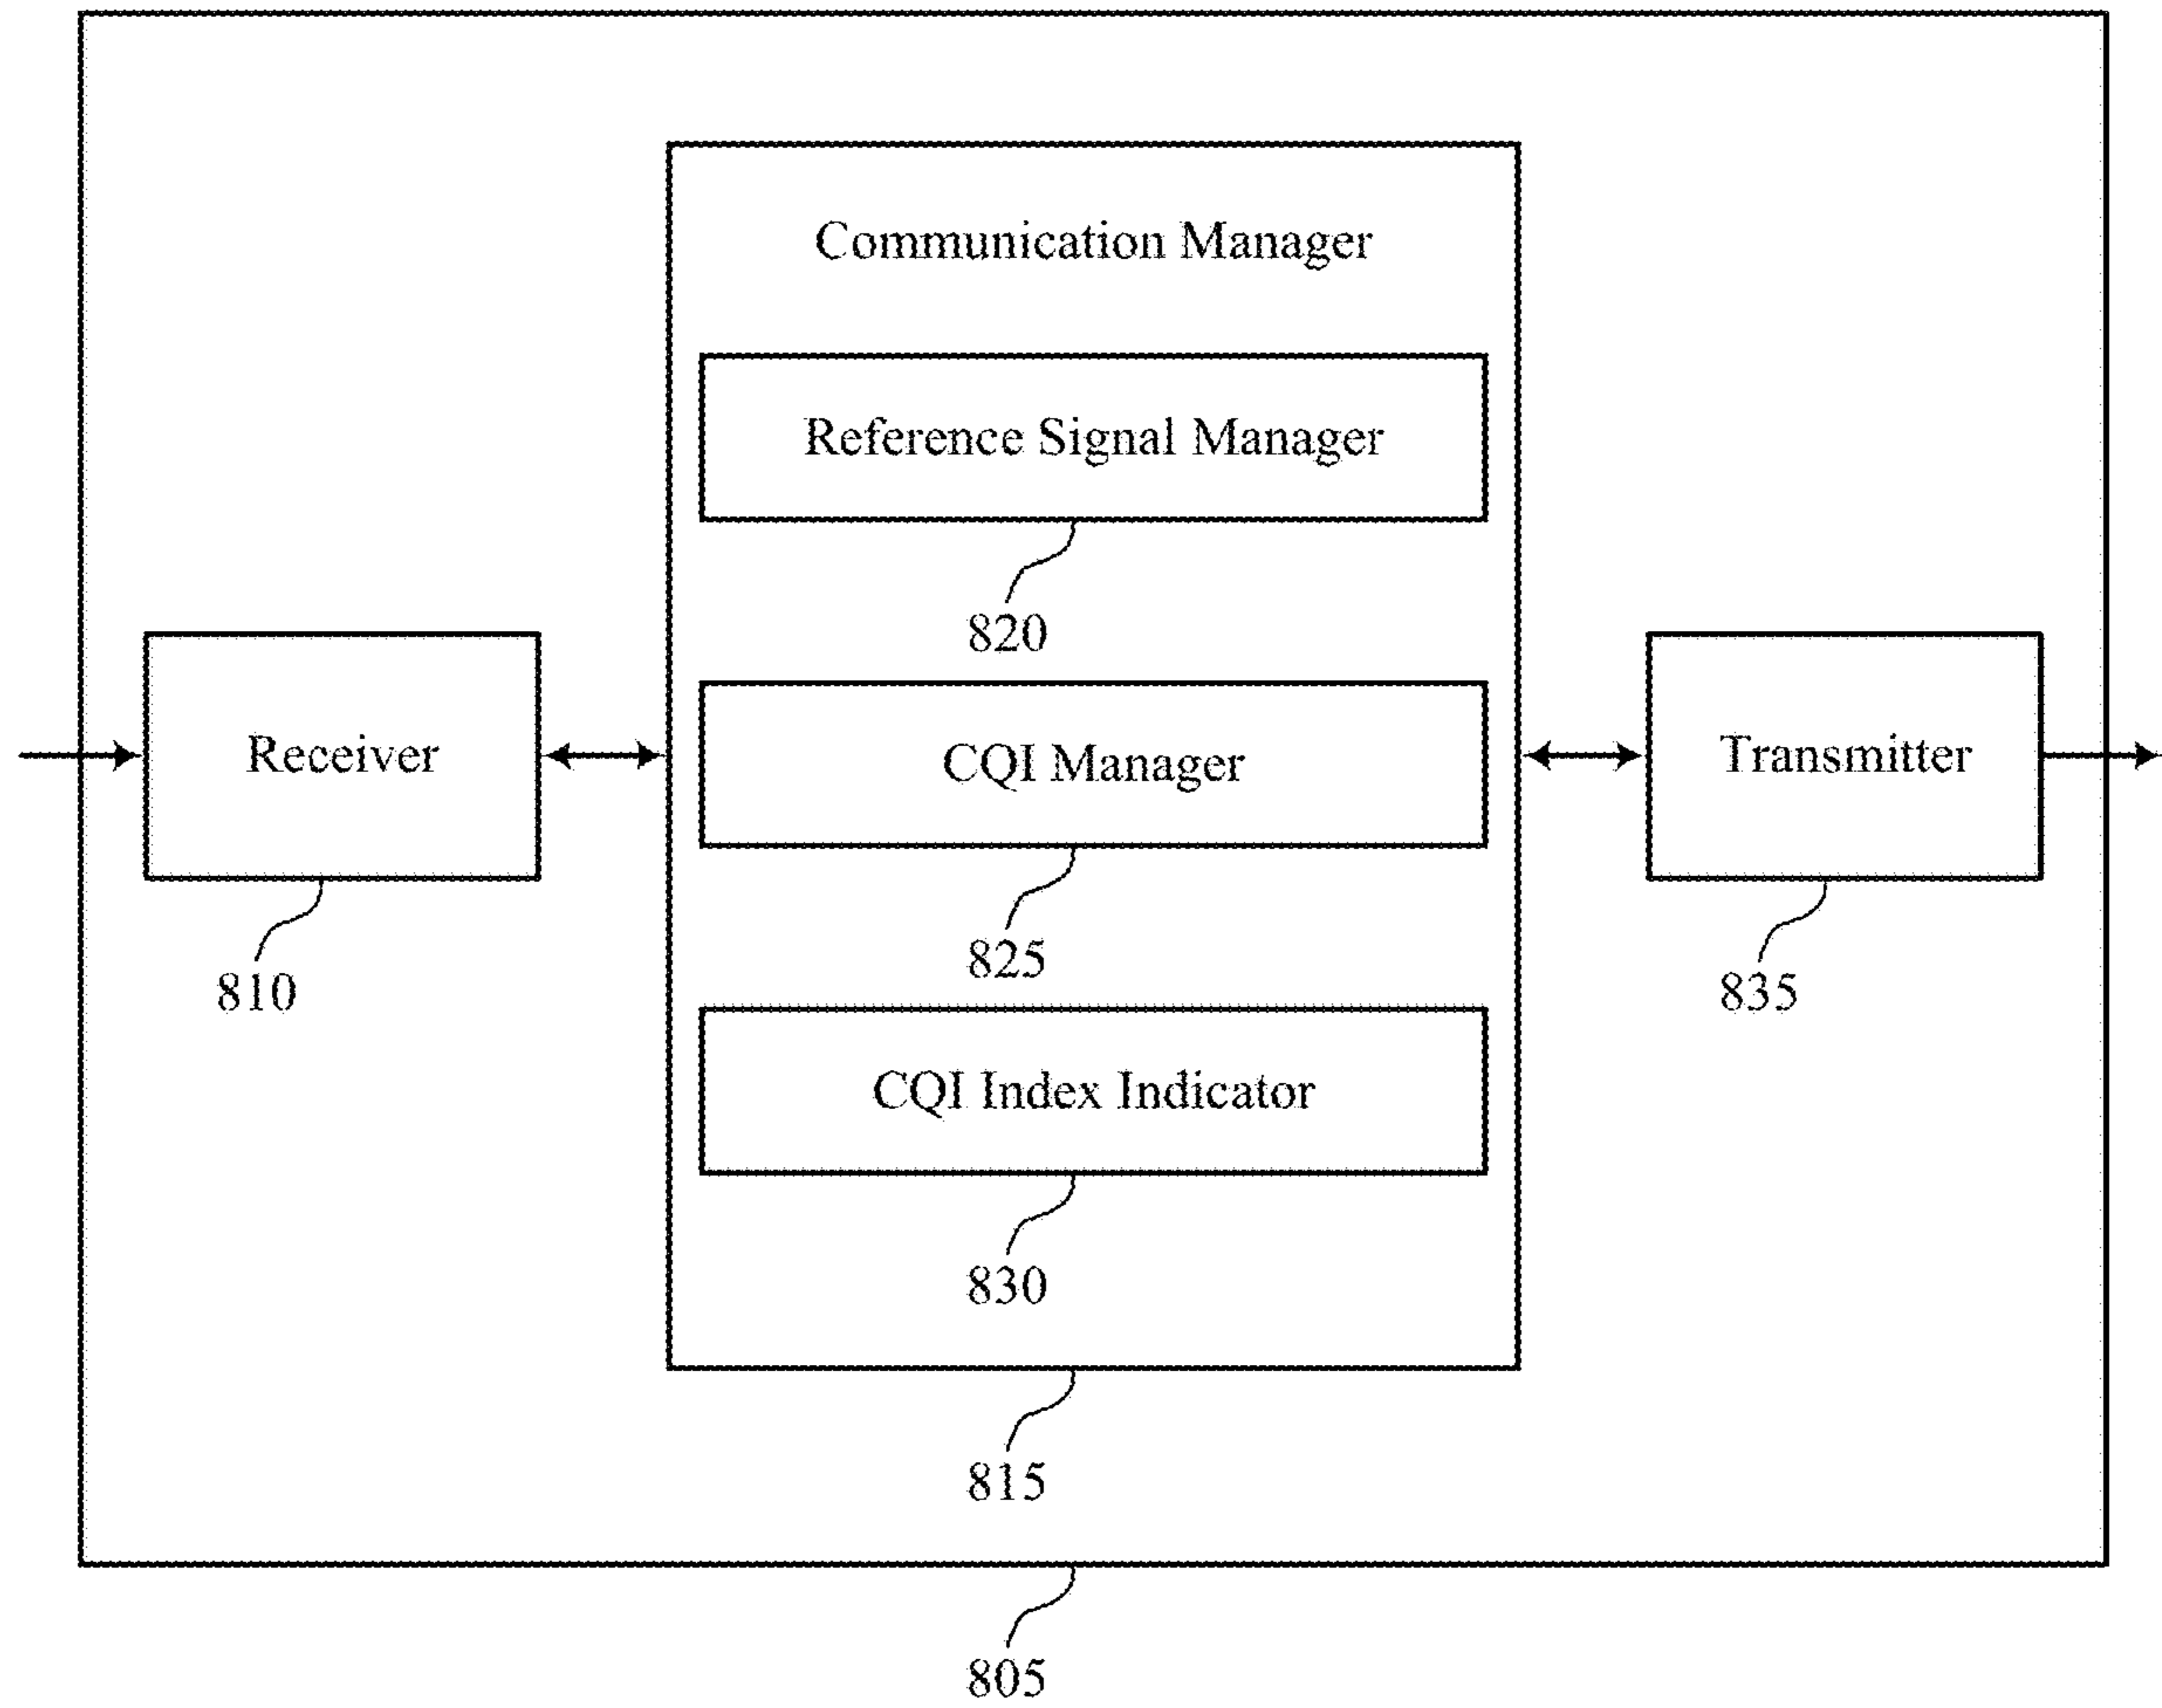 Communication Manager
Reference Signal Manager
820
Receiver
810
CQI Manager
825
Transmitter
835
CQI Index Indicator
830
815
805